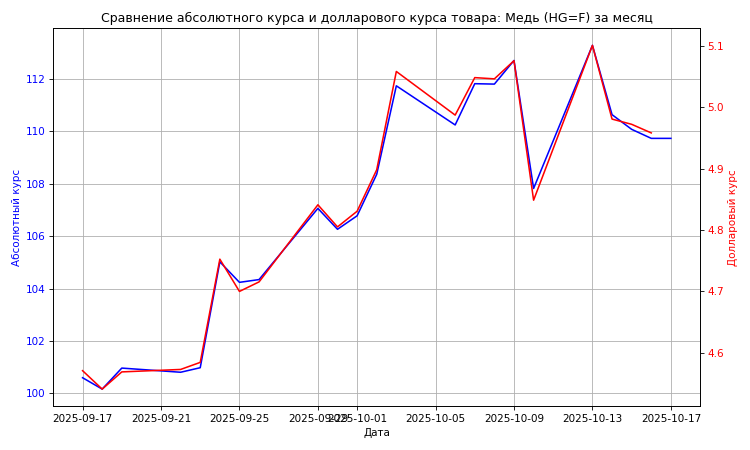 Сравнение абсолютного курса и долларового курса товара: Медь (HG=F) за месяц
Абсолютный курс
112
110
108
106
104
102
100
5.1
5.0
4.9
4.8
4.7
4.6
Долларовый курс
2025-09-17 2025-09-21 2025-09-25 2025-09-29 2025-10-01 2025-10-05 2025-10-09 2025-10-13 2025-10-17
Дата